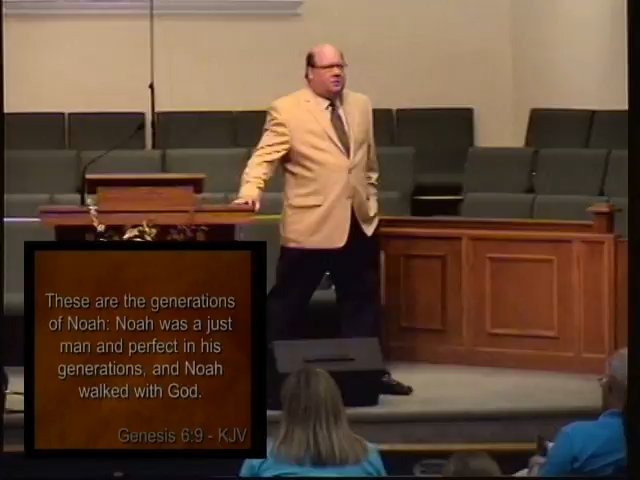 These are the generations
of Noah: Noah was a just
man and perfect in his
generations, and Noah
walked with God.
Genesis 6:9 - KJV